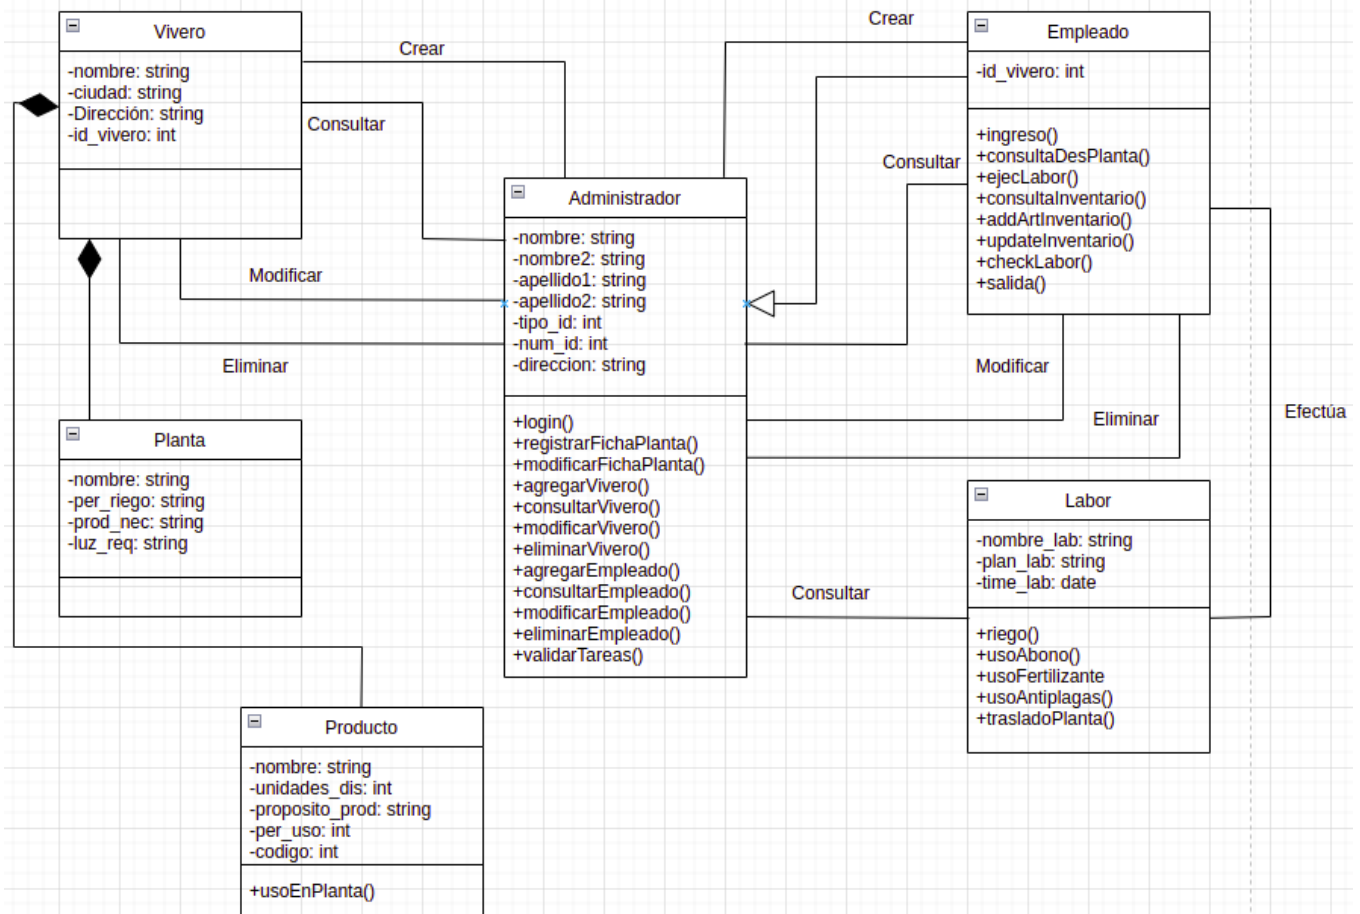 Vivero
-nombre: string
-ciudad: string
-Dirección: string
-id_vivero: int
Crear
Consultar
Modificar
Eliminar
Administrador
-nombre: string
-nombre2: string
-apellido1: string
-apellido2: string
-tipo_id: int
-num_id: int
-direccion: string
+login()
+registrarFichaPlanta()
+modificarFichaPlanta()
+agregarVivero()
+consultarVivero()
+modificarVivero()
+eliminarVivero()
+agregarEmpleado()
+consultarEmpleado()
+modificarEmpleado()
+eliminarEmpleado()
+validarTareas()
Crear
Consultar
Modificar
Eliminar
Empleado
-id_vivero: int
+ingreso()
+consultaDesPlanta()
+ejecLabor()
+consultaInventario()
+addArtInventario()
+updateInventario()
+checkLabor()
+salida()
Efectúa
Planta
-nombre: string
-per_riego: string
-prod_nec: string
-luz_req: string
Consultar
Labor
-nombre_lab: string
-plan_lab: string
-time_lab: date
+riego()
+usoAbono()
+usoFertilizante
+usoAntiplagas()
+trasladoPlanta()
Producto
-nombre: string
-unidades_dis: int
-proposito_prod: string
-per_uso: int
-codigo: int
+usoEnPlanta()